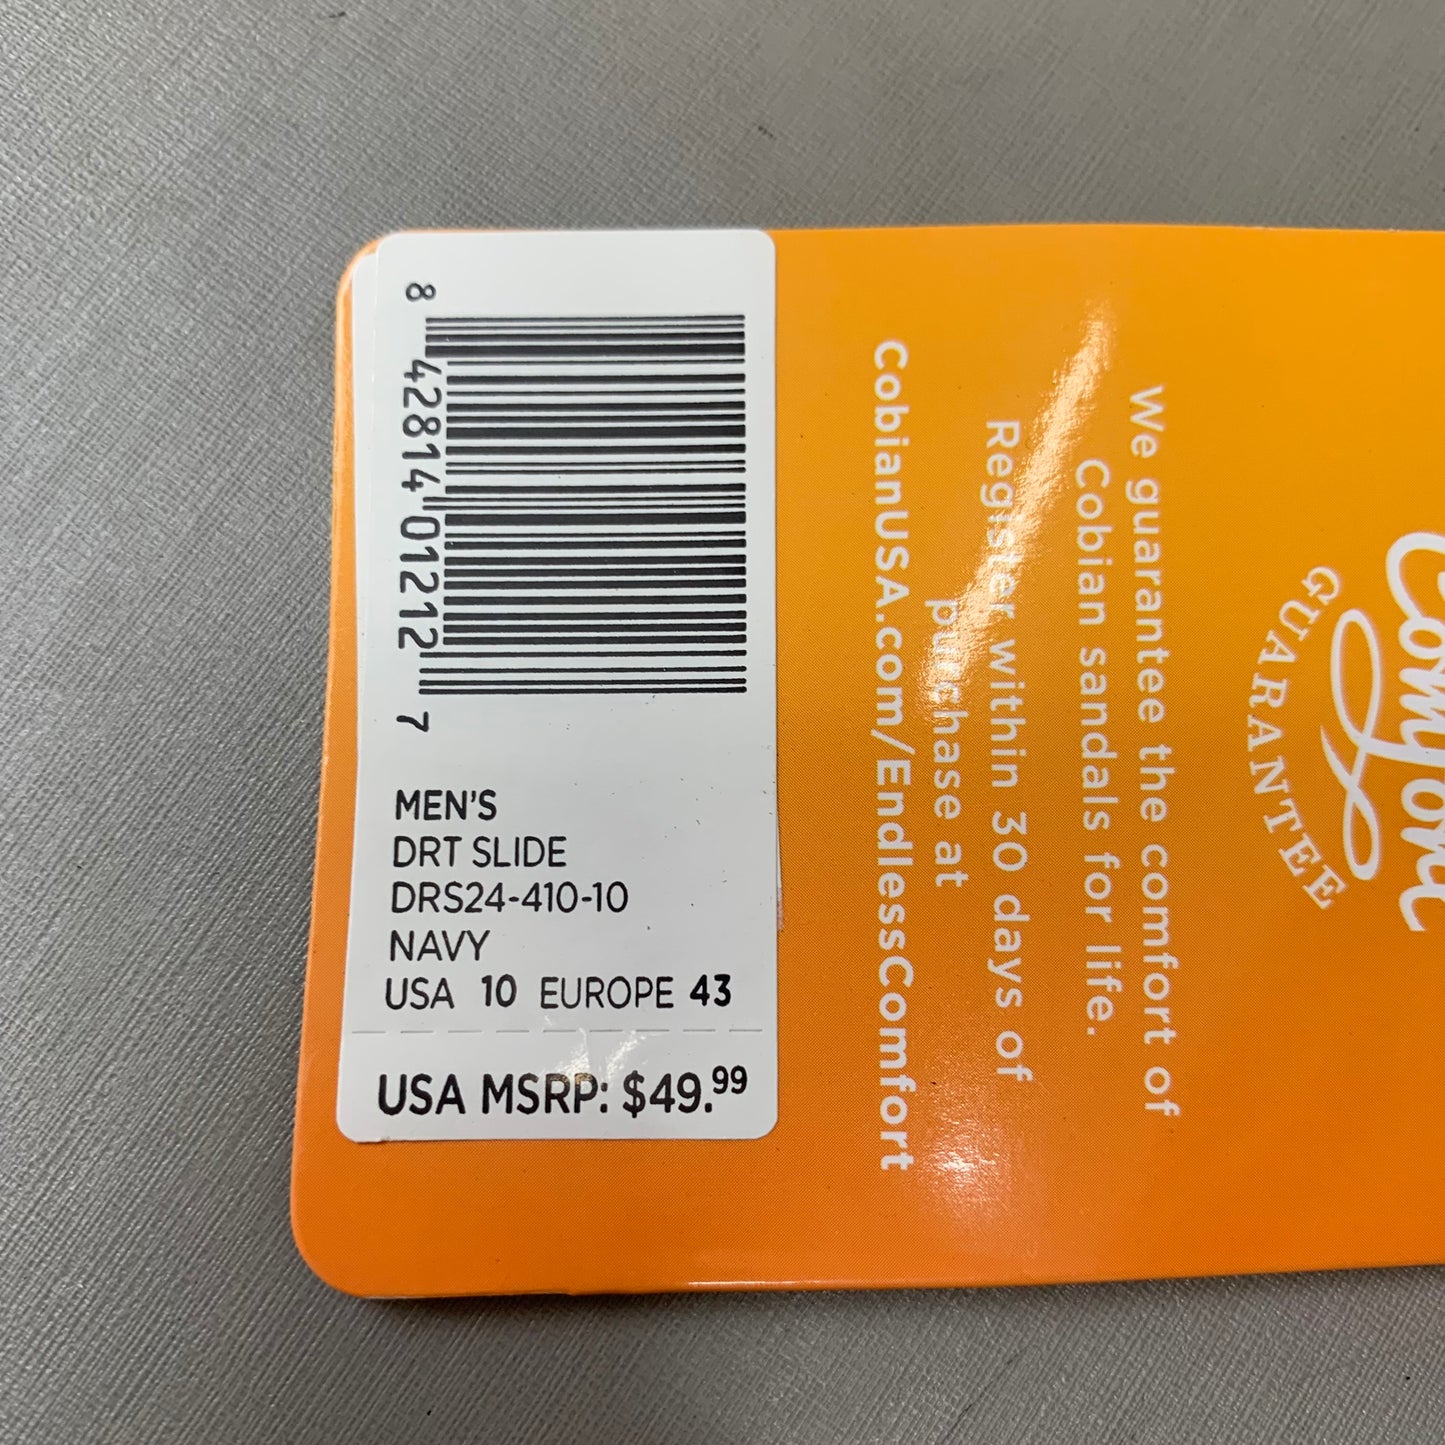 8 42814 01217 7
MEN'S
DRT SLIDE
DRS24-410-10
NAVY
USA 10 EUROPE 43
USA MSRP: $49.99
Comfort
GUARANTEE
We guarantee the comfort of
Cobian sandals for life.
Register within 30 days of
purchase at
CobianUSA.com/EndlessComfort